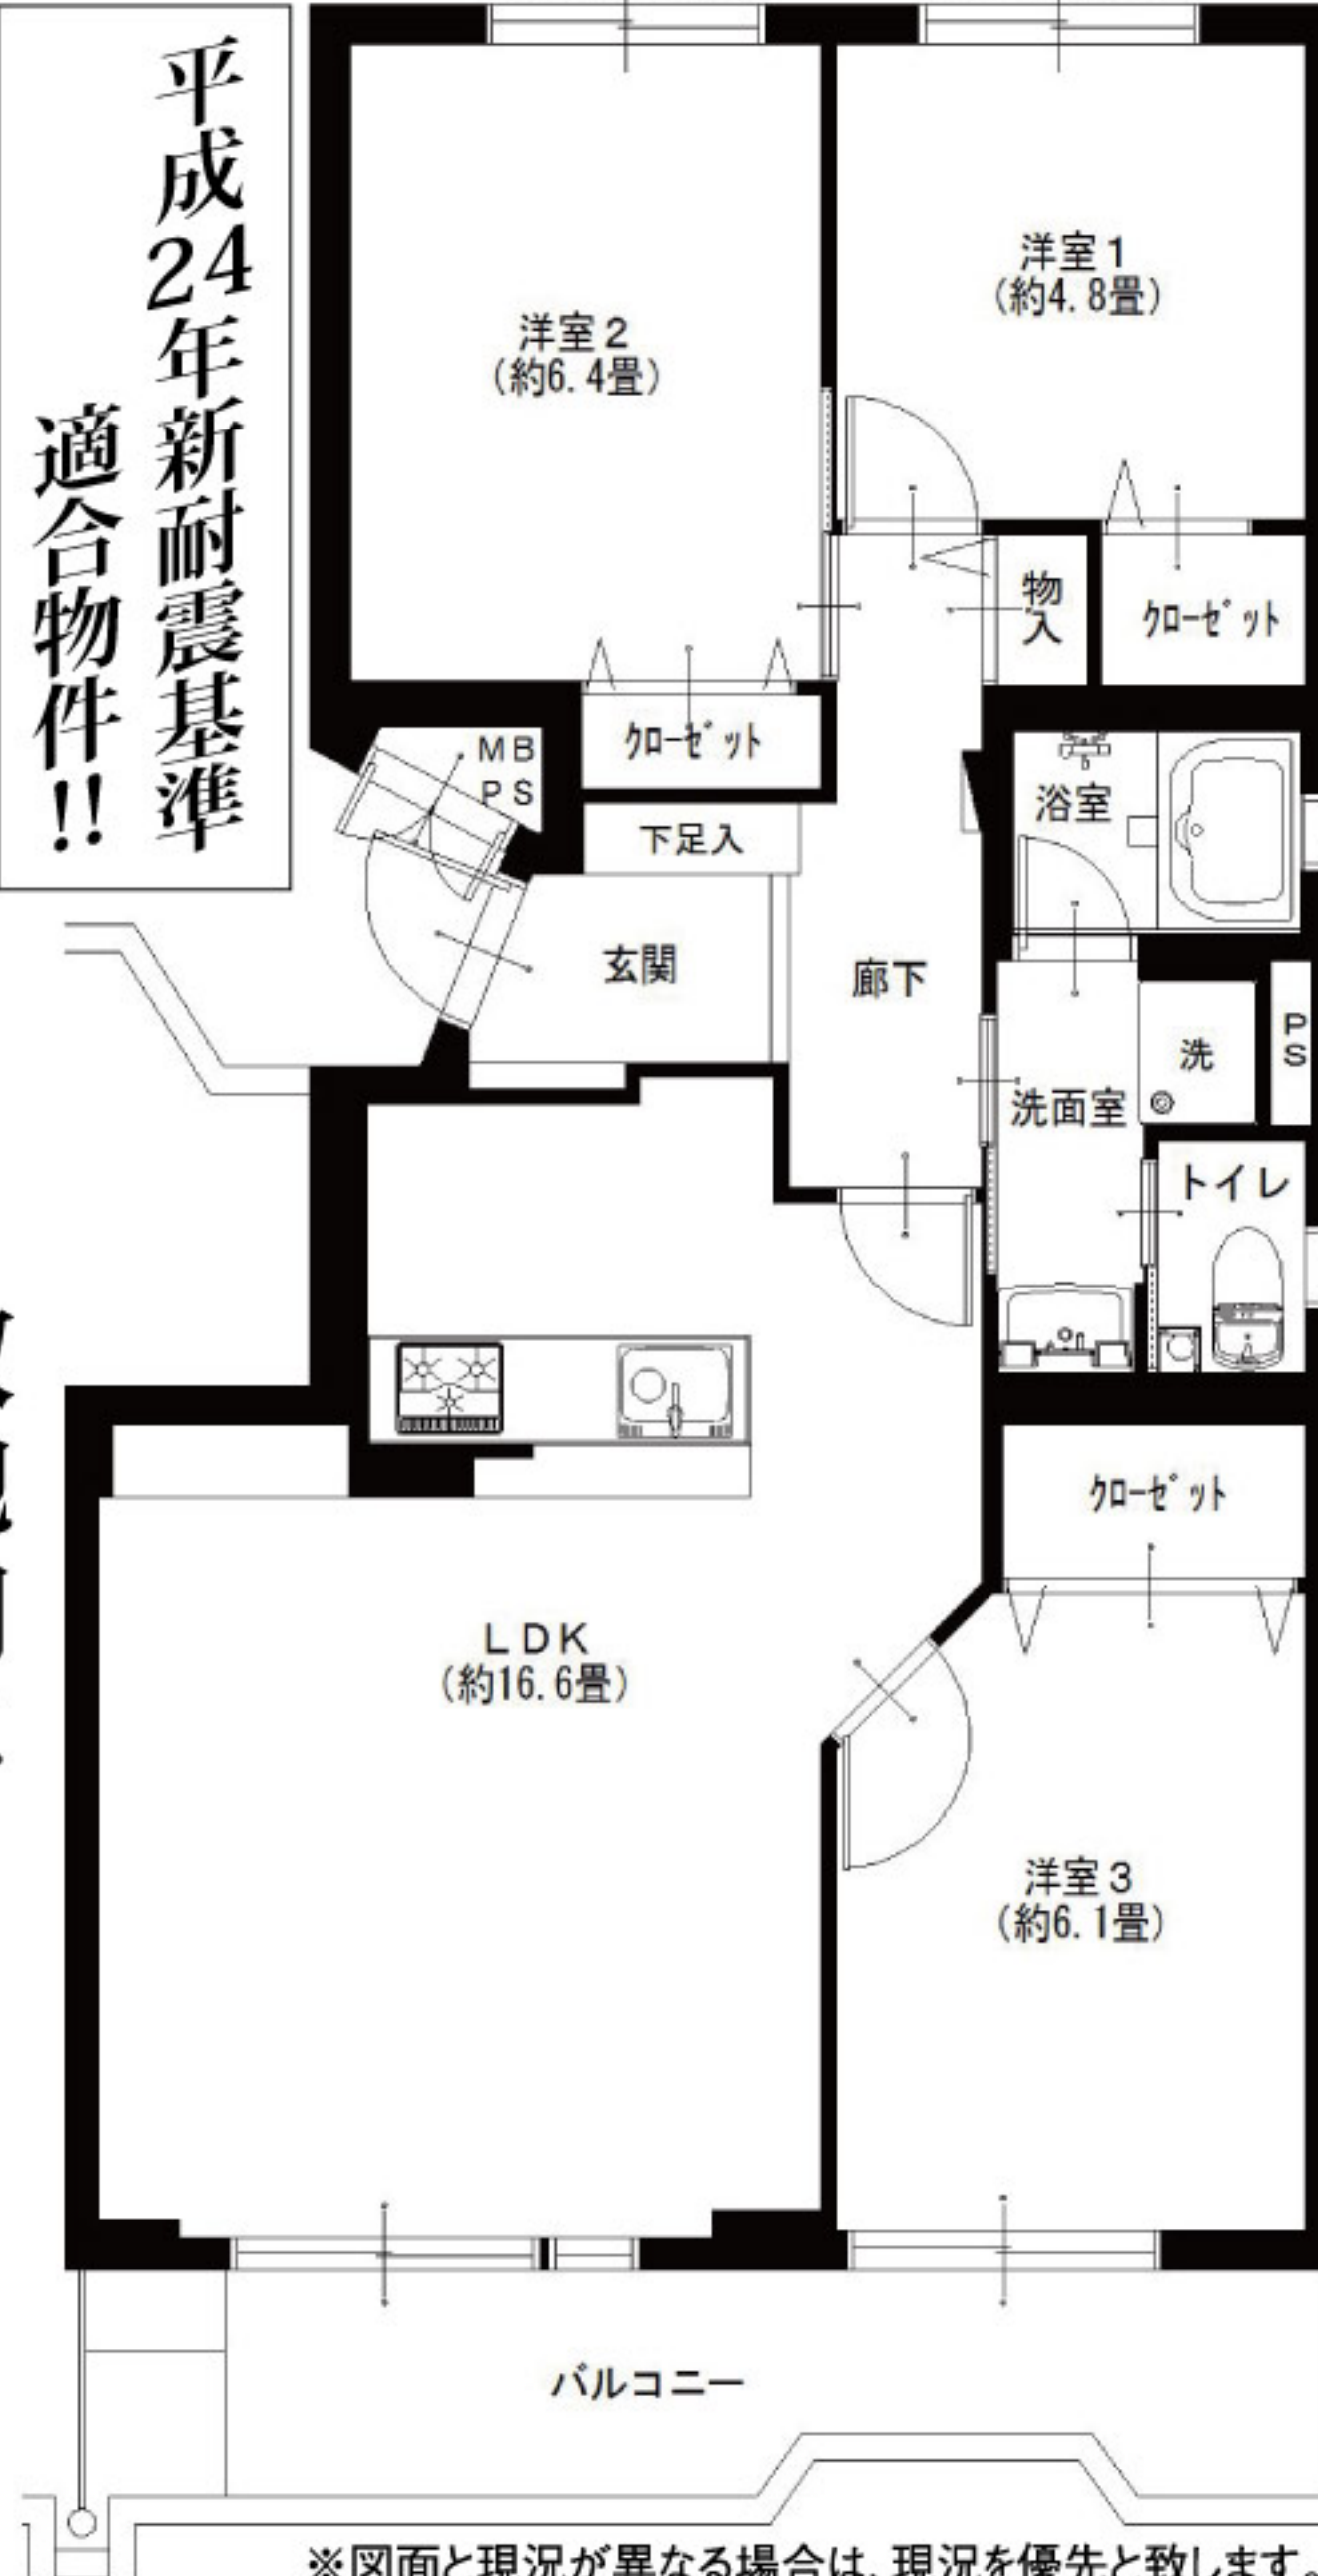 平成24年新耐震基準
適合物件!!
洋室1
(約4.8畳)
洋室2
(約6.4畳)
物入
クローゼット
クローゼット
MB
PS
下足入
浴室
玄関
廊下
洗
PS
洗面室
トイレ
クローゼット
LDK
(約16.6畳)
洋室3
(約6.1畳)
バルコニー
※図面と現況が異なる場合は、現況を優先と致します。